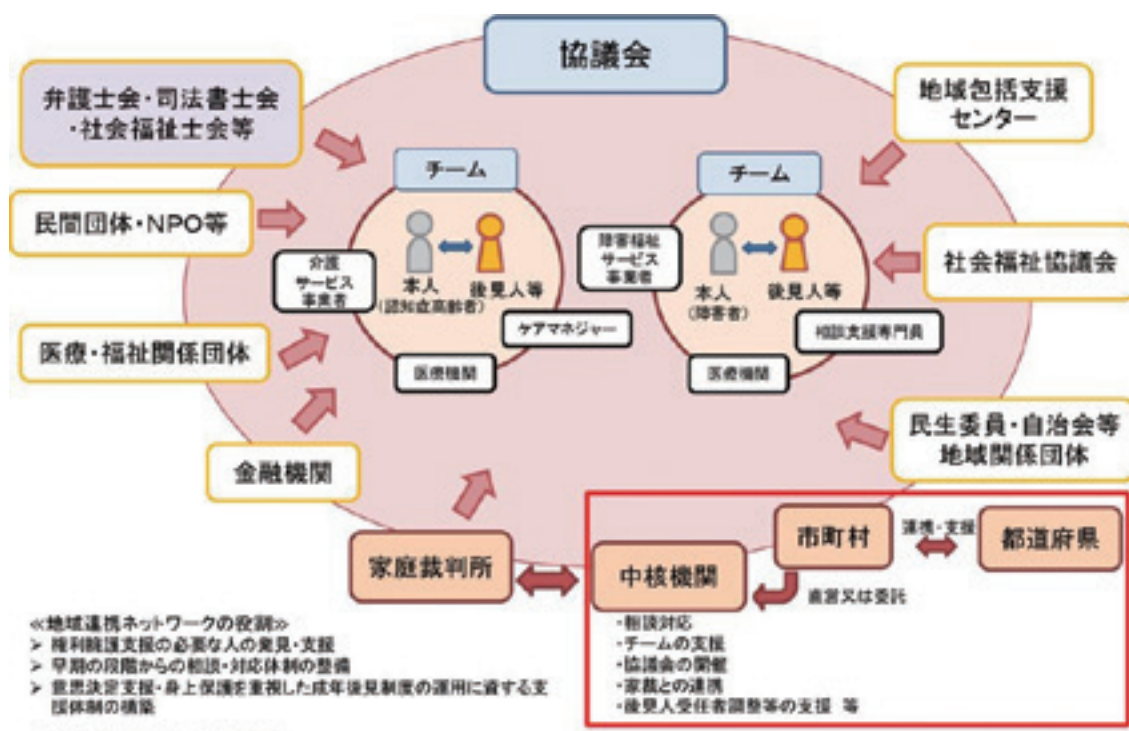 協議会
弁護士会・司法書士会
・社会福祉士会等
民間団体・NPO等
医療・福祉関係団体
金融機関
地域包括支援
センター
社会福祉協議会
民生委員・自治会等
地域関係団体
チーム
介護
サービス
事業者
本人
(認知症高齢者)
後見人等
ケアマネジャー
医療機関
チーム
障害福祉
サービス
事業者
本人
(障害者)
後見人等
相談支援専門員
医療機関
家庭裁判所
中核機関
市町村
連携・支援
都道府県
直営又は委託
・相談対応
・チームの支援
・協議会の開催
・家裁との連携
・後見人受任者調整等の支援 等
≪地域連携ネットワークの役割≫
➢ 権利擁護支援の必要な人の発見・支援
➢ 早期の段階からの相談・対応体制の整備
➢ 意思決定支援・身上保護を重視した成年後見制度の運用に資する支
援体制の構築